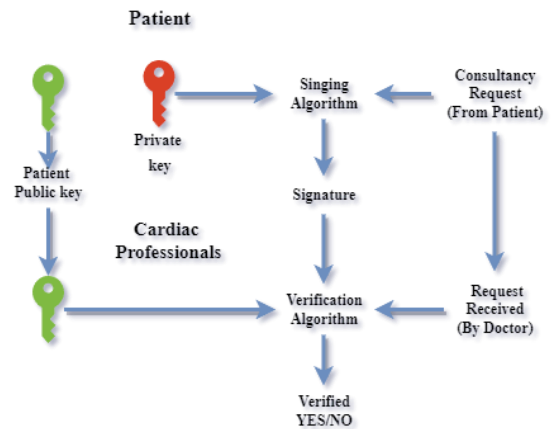 Patient
Singing
Algorithm
Consultancy
Request
(From Patient)
Private
key
Patient
Public key
Signature
Cardiac
Professionals
Verification
Algorithm
Request
Received
(By Doctor)
Verified
YES/NO